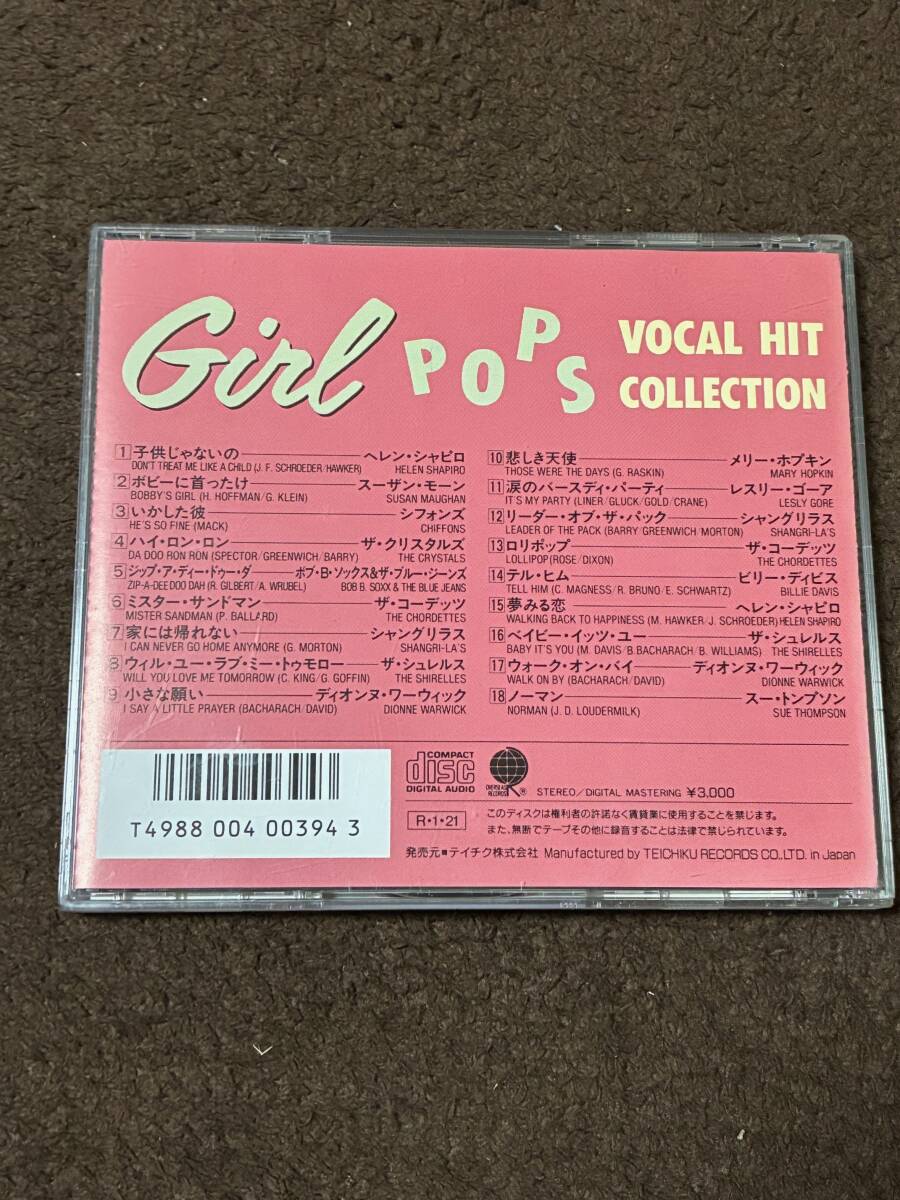 Girl POPS VOCAL HIT COLLECTION
1 子供じゃないの ヘレン・シャピロ
DON'T TREAT ME LIKE A CHILD (J. F. SCHROEDER/HAWKER) HELEN SHAPIRO
2 ボビーに首ったけ スーザン・モーン
BOBBY'S GIRL (H. HOFFMAN/G. KLEIN) SUSAN MAUGHAN
3 いかした彼 シフォンズ
HE'S SO FINE (MACK) CHIFFONS
4 ハイ・ロン・ロン ザ・クリスタルズ
DA DOO RON RON (SPECTOR/GREENWICH/BARRY) THE CRYSTALS
5 ジップ・ア・ディー・ドゥー・ダ ボブ・B・ソックス&ザ・ブルー・ジーンズ
ZIP-A-DEE DOO DAH (R. GILBERT/A. WRUBEL) BOB B. SOXX & THE BLUE JEANS
6 ミスター・サンドマン ザ・コーデッツ
MISTER SANDMAN (P. BALLARD) THE CHORDETTES
7 家には帰れない シャングリラス
I CAN NEVER GO HOME ANYMORE (G. MORTON) SHANGRI-LA'S
8 ウィル・ユー・ラブ・ミー・トゥモロー ザ・シュレルス
WILL YOU LOVE ME TOMORROW (C. KING/G. GOFFIN) THE SHIRELLES
9 小さな願い ディオンヌ・ワーウィック
I SAY A LITTLE PRAYER (BACHARACH/DAVID) DIONNE WARWICK
10 悲しき天使 メリー・ホプキン
THOSE WERE THE DAYS (G. RASKIN) MARY HOPKIN
11 涙のバースディ・パーティ レスリー・ゴーア
IT'S MY PARTY (LINER/GLUCK/GOLD/CRANE) LESLY GORE
12 リーダー・オブ・ザ・パック シャングリラス
LEADER OF THE PACK (BARRY/GREENWICH/MORTON) SHANGRI-LA'S
13 ロリポップ ザ・コーデッツ
LOLLIPOP (ROSE/DIXON) THE CHORDETTES
14 テル・ヒム ビリー・ディビス
TELL HIM (C. MAGNESS/R. BRUNO/E. SCHWARTZ) BILLIE DAVIS
15 夢みる恋 ヘレン・シャピロ
WALKING BACK TO HAPPINESS (M. HAWKER. J. SCHROEDER) HELEN SHAPIRO
16 ベイビー・イッツ・ユー ザ・シュレルス
BABY IT'S YOU (M. DAVIS/B.BACHARACH/B. WILLIAMS) THE SHIRELLES
17 ウォーク・オン・バイ ディオンヌ・ワーウィック
WALK ON BY (BACHARACH/DAVID) DIONNE WARWICK
18 ノーマン スー・トンプソン
NORMAN (J. D. LOUDERMILK) SUE THOMPSON
T4988 004 00394 3
COMPACT
disc
DIGITAL AUDIO
OVERSEAS
RECORDS ®
STEREO/DIGITAL MASTERING ¥3,000
R・1・21
このディスクは権利者の許諾なく賃貸業に使用することを禁じます。
また、無断でテープその他に録音することは法律で禁じられています。
発売元■テイチク株式会社 Manufactured by TEICHIKU RECORDS CO.,LTD. in Japan